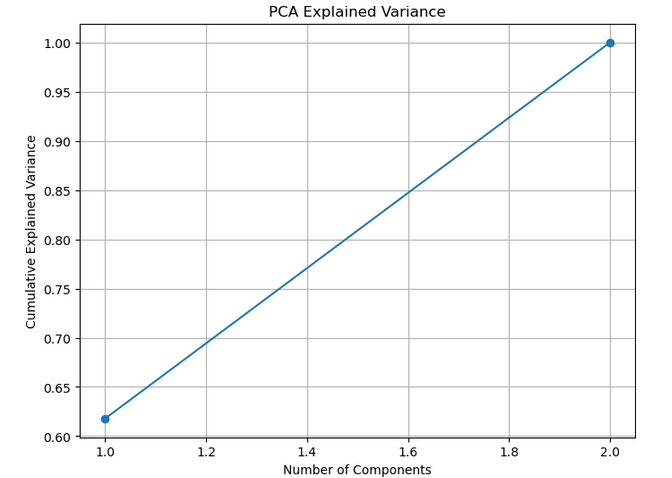 PCA Explained Variance
Cumulative Explained Variance
1.00
0.95
0.90
0.85
0.80
0.75
0.70
0.65
0.60
1.0 1.2 1.4 1.6 1.8 2.0
Number of Components